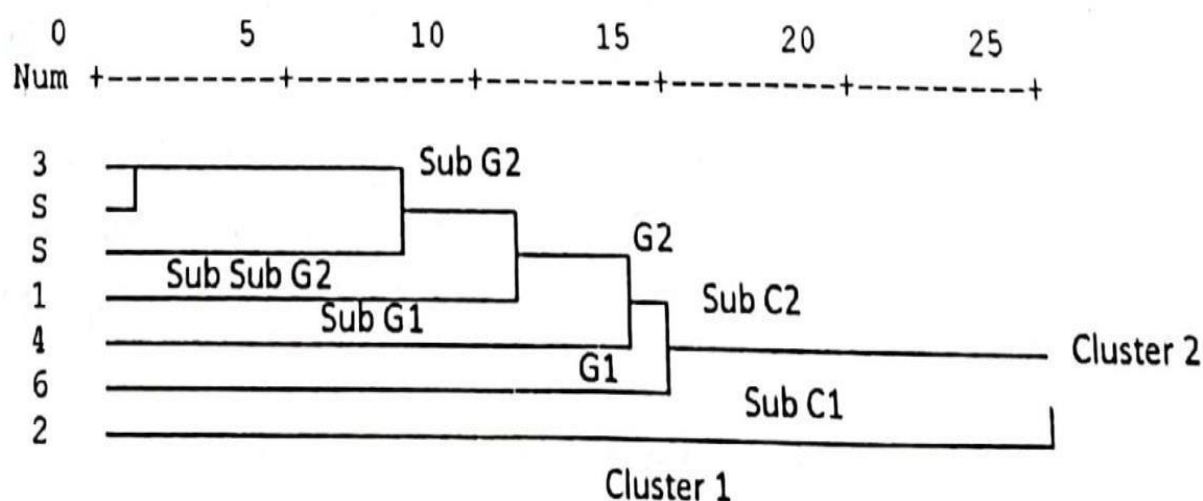 0 5 10 15 20 25
Num +---------+---------+---------+---------+---------+
3 Sub G2
S
S G2
Sub Sub G2
1 Sub C2
Sub G1
4 Cluster 2
G1
6 Sub C1
2
Cluster 1